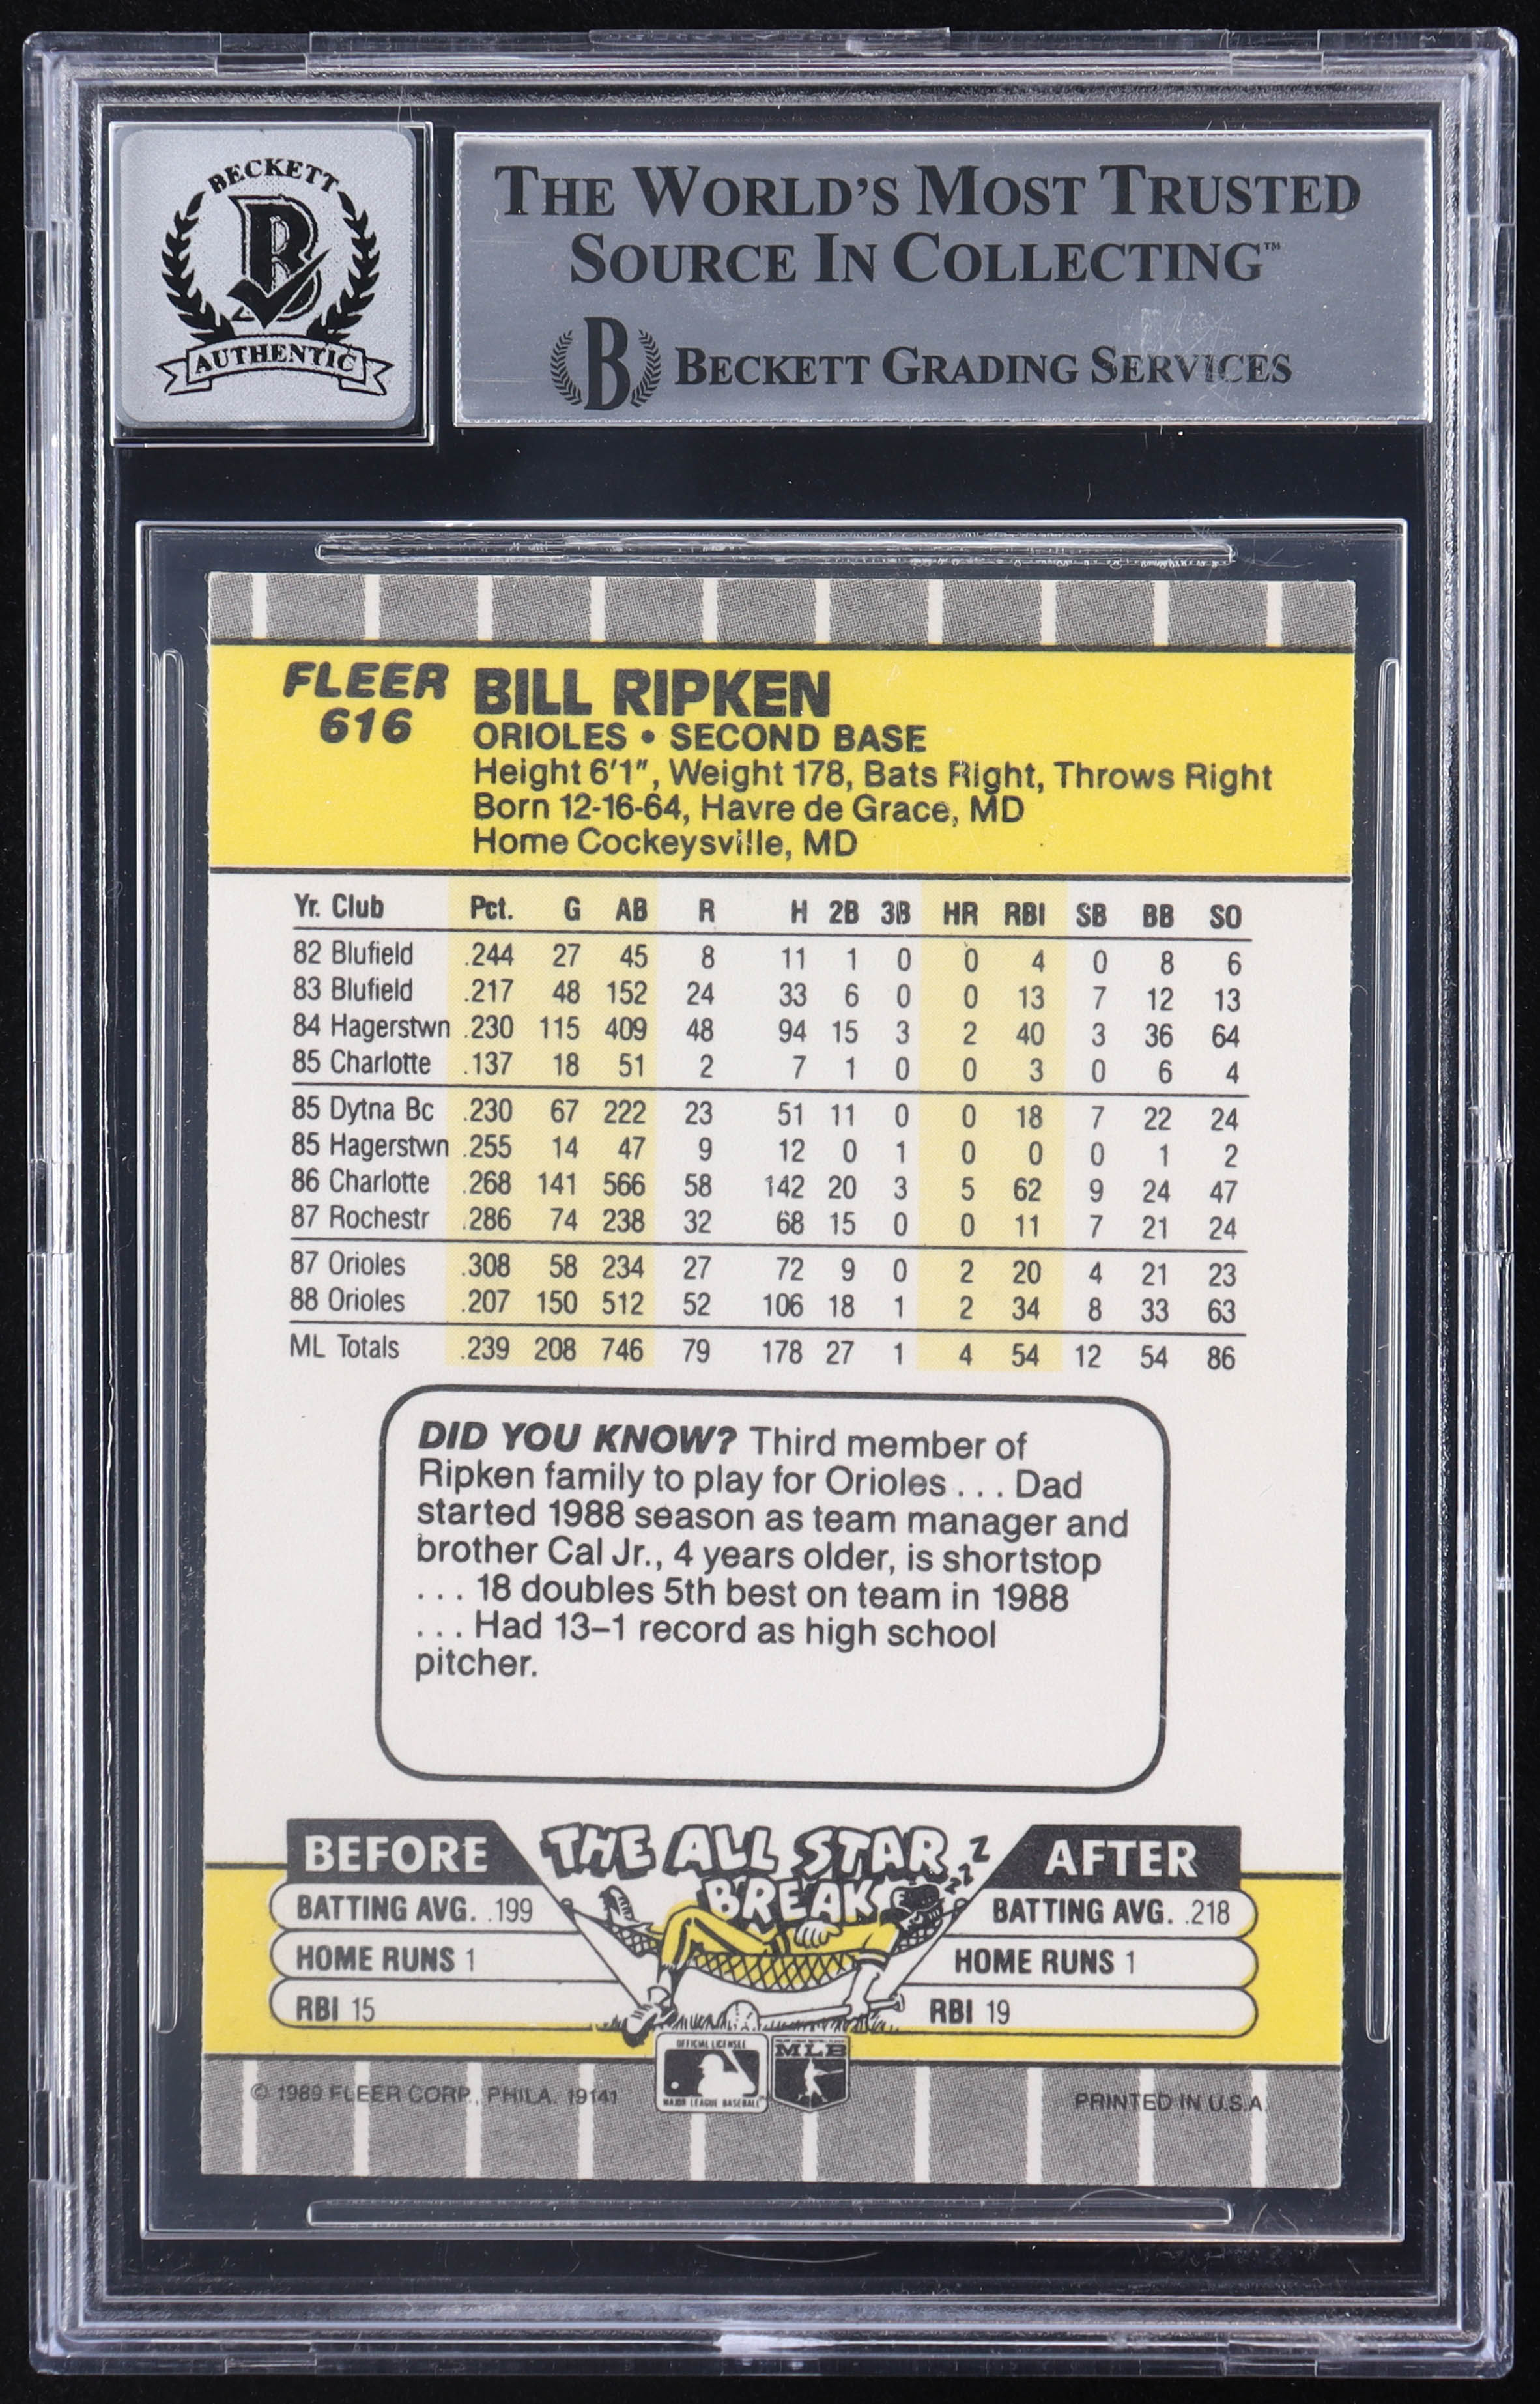 BECKETT
B
AUTHENTIC
THE WORLD'S MOST TRUSTED
SOURCE IN COLLECTING™
B BECKETT GRADING SERVICES
FLEER
616
BILL RIPKEN
ORIOLES • SECOND BASE
Height 6'1", Weight 178, Bats Right, Throws Right
Born 12-16-64, Havre de Grace, MD
Home Cockeysville, MD
Yr. Club Pct. G AB R H 2B 3B HR RBI SB BB SO
82 Blufield .244 27 45 8 11 1 0 0 4 0 8 6
83 Blufield .217 48 152 24 33 6 0 0 13 7 12 13
84 Hagerstwn .230 115 409 48 94 15 3 2 40 3 36 64
85 Charlotte .137 18 51 2 7 1 0 0 3 0 6 4
85 Dytna Bc .230 67 222 23 51 11 0 0 18 7 22 24
85 Hagerstwn .255 14 47 9 12 0 1 0 0 0 1 2
86 Charlotte .268 141 566 58 142 20 3 5 62 9 24 47
87 Rochestr .286 74 238 32 68 15 0 0 11 7 21 24
87 Orioles .308 58 234 27 72 9 0 2 20 4 21 23
88 Orioles .207 150 512 52 106 18 1 2 34 8 33 63
ML Totals .239 208 746 79 178 27 1 4 54 12 54 86
DID YOU KNOW? Third member of
Ripken family to play for Orioles . . . Dad
started 1988 season as team manager and
brother Cal Jr., 4 years older, is shortstop
. . . 18 doubles 5th best on team in 1988
. . . Had 13–1 record as high school
pitcher.
BEFORE
THE ALL STAR
BREAK
ZZZZ
AFTER
BATTING AVG. .199
HOME RUNS 1
RBI 15
BATTING AVG. .218
HOME RUNS 1
RBI 19
OFFICIAL LICENSEE
MAJOR LEAGUE BASEBALL
MLB
© 1989 FLEER CORP., PHILA. 19141
PRINTED IN U.S.A.